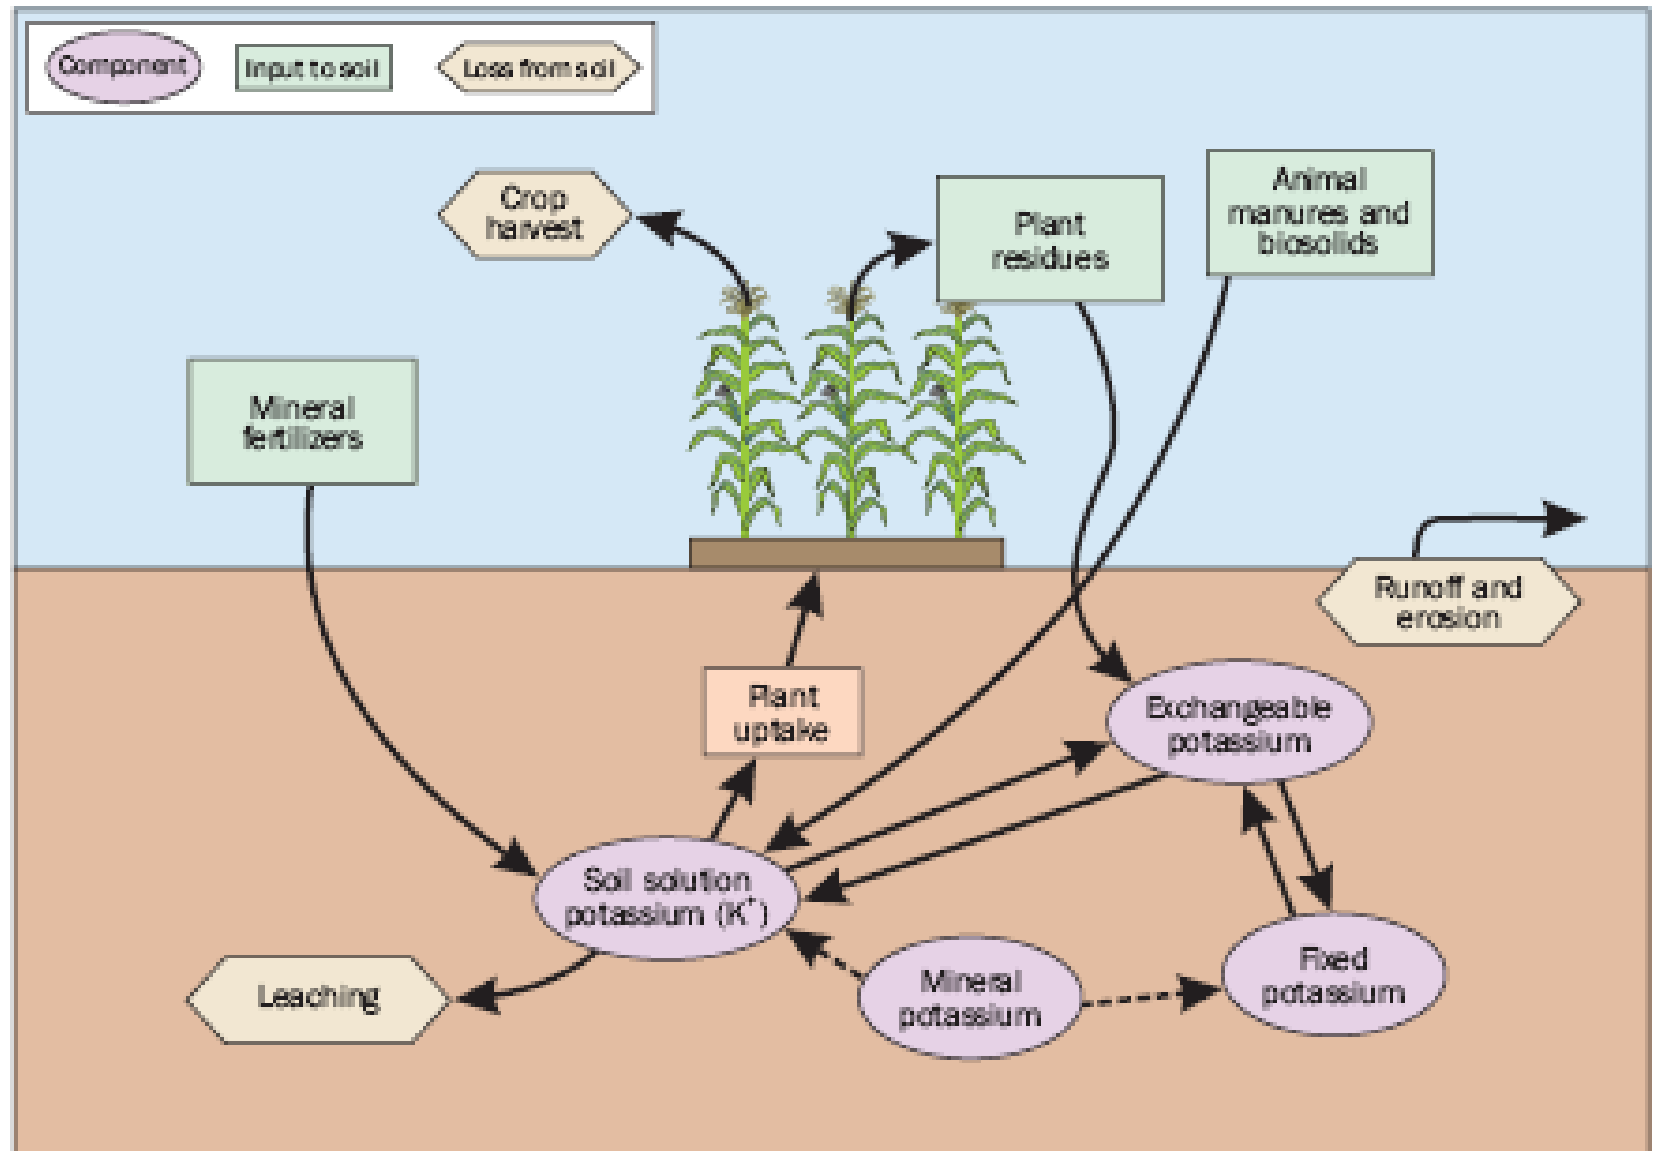 Component
Input to soil
Loss from soil
Crop
harvest
Plant
residues
Animal
manures and
biosolids
Mineral
fertilizers
Runoff and
erosion
Plant
uptake
Exchangeable
potassium
Soil solution
potassium (K⁺)
Leaching
Mineral
potassium
Fixed
potassium